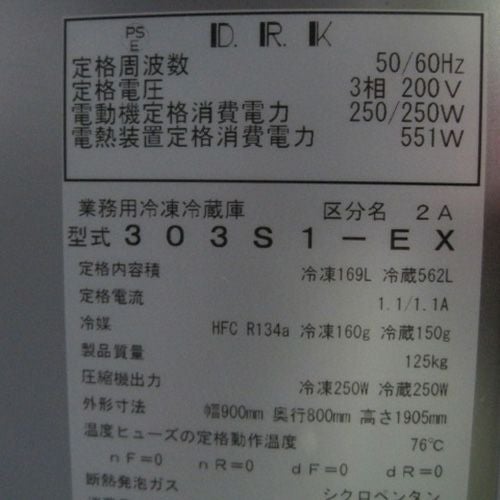 PS
E
D.R.K
定格周波数 50/60Hz
定格電圧 3相 200V
電動機定格消費電力 250/250W
電熱装置定格消費電力 551W
業務用冷凍冷蔵庫 区分名 2A
型式 303S1-EX
定格内容積 冷凍169L 冷蔵562L
定格電流 1.1/1.1A
冷媒 HFC R134a 冷凍160g 冷蔵150g
製品質量 125kg
圧縮機出力 冷凍250W 冷蔵250W
外形寸法 幅900mm 奥行800mm 高さ1905mm
温度ヒューズの定格動作温度 76℃
nF=0 nR=0 dF=0 dR=0
断熱発泡ガス シクロペンタン